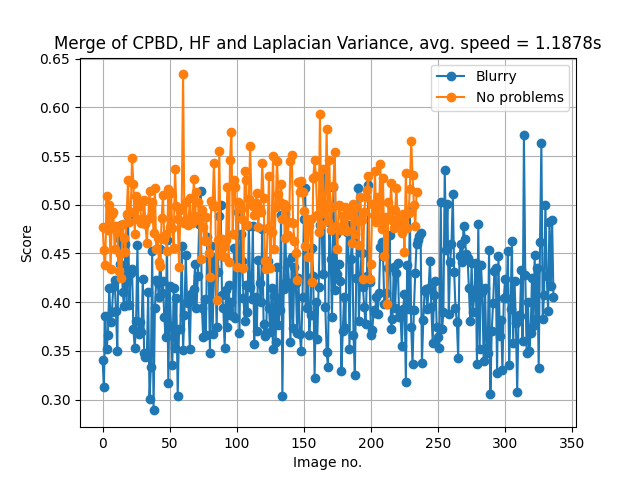 Merge of CPBD, HF and Laplacian Variance, avg. speed = 1.1878s
0.65
0.60
0.55
0.50
0.45
0.40
0.35
0.30
Score
Blurry
No problems
0 50 100 150 200 250 300 350
Image no.